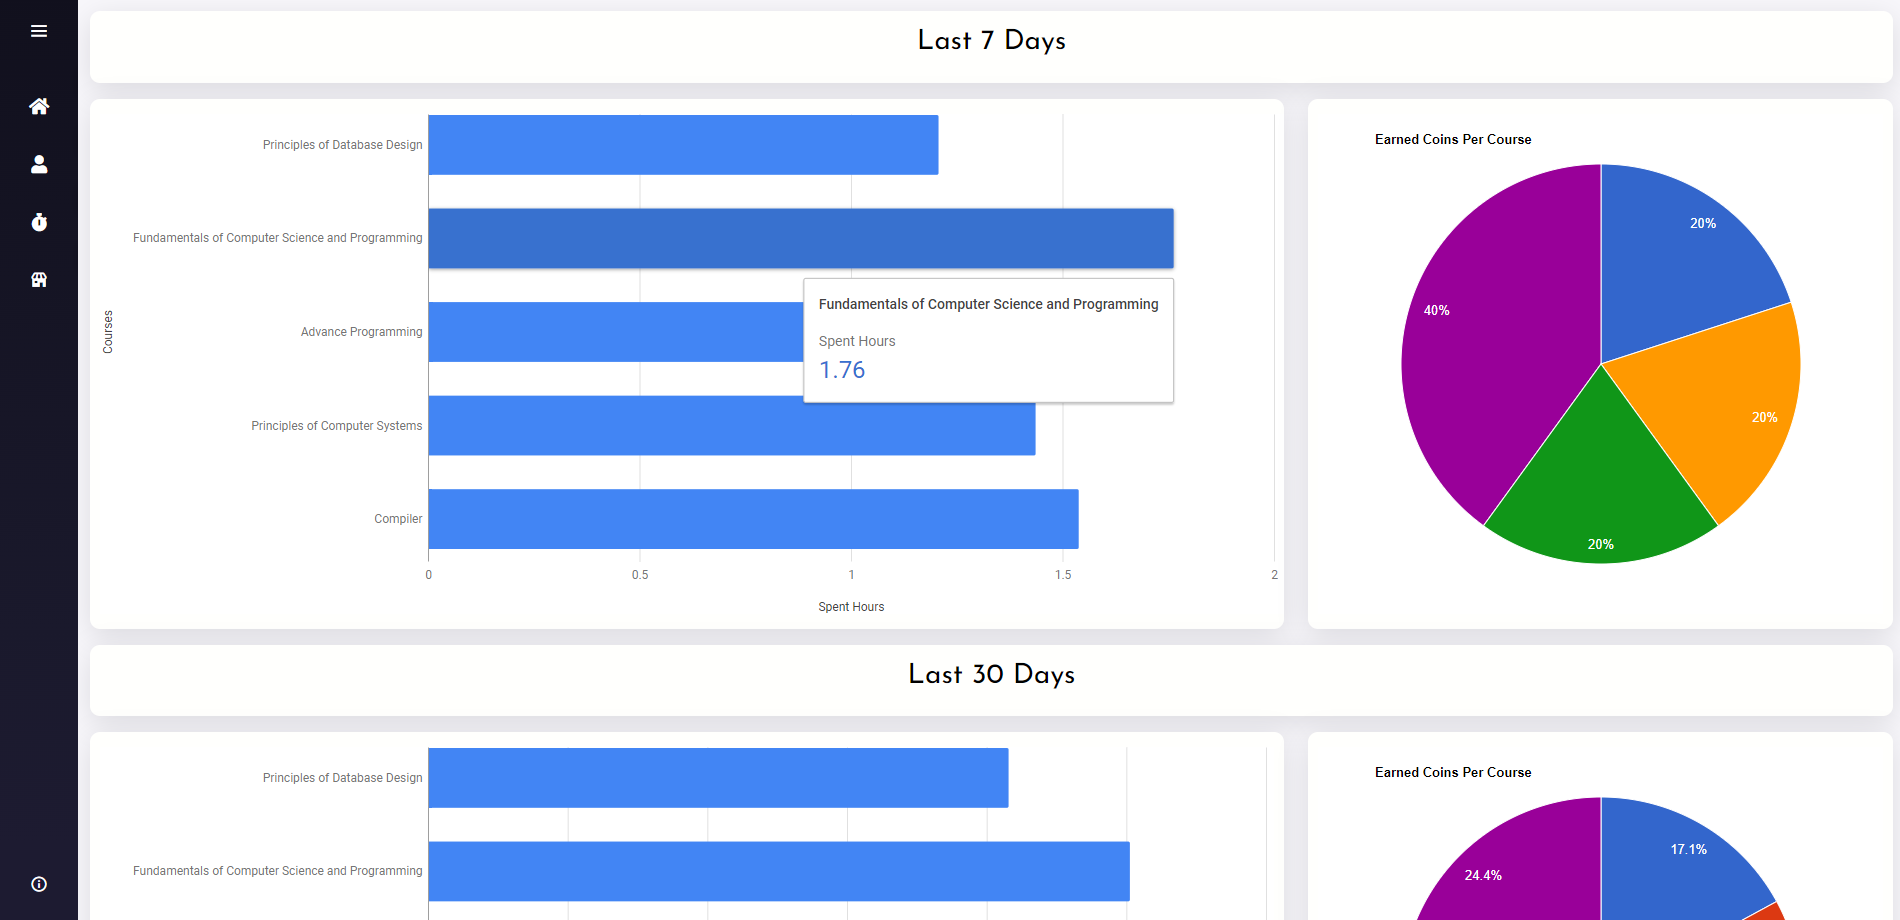 Last 7 Days
Principles of Database Design
Fundamentals of Computer Science and Programming
Advance Programming
Principles of Computer Systems
Compiler
Courses
0
0.5
1
1.5
2
Spent Hours
Fundamentals of Computer Science and Programming
Spent Hours
1.76
Earned Coins Per Course
20%
20%
20%
40%
Last 30 Days
Principles of Database Design
Fundamentals of Computer Science and Programming
Earned Coins Per Course
17.1%
24.4%